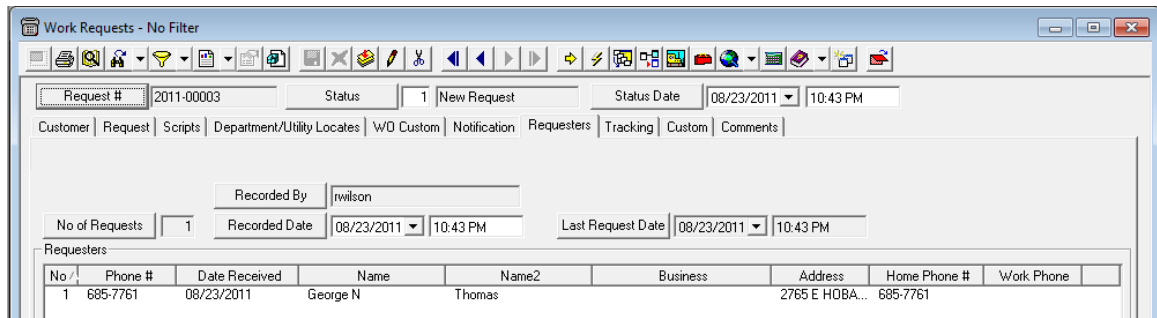 Work Requests - No Filter
Request # 2011-00003 Status 1 New Request Status Date 08/23/2011 10:43 PM
Customer Request Scripts Department/Utility Locates WO Custom Notification Requesters Tracking Custom Comments
Recorded By rwilson
No of Requests 1 Recorded Date 08/23/2011 10:43 PM Last Request Date 08/23/2011 10:43 PM
Requesters
No / Phone # Date Received Name Name2 Business Address Home Phone # Work Phone
1 685-7761 08/23/2011 George N Thomas 2765 E HOBA... 685-7761